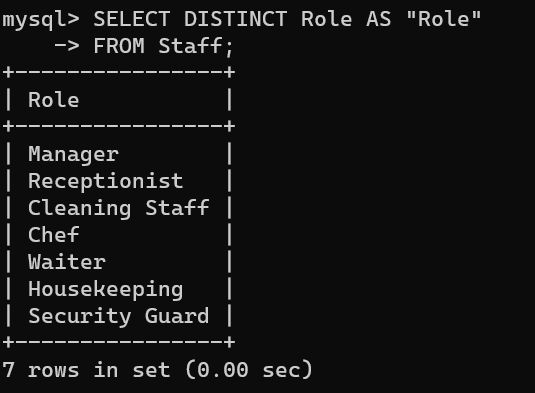 mysql> SELECT DISTINCT Role AS "Role"
    -> FROM Staff;
+----------------+
| Role           |
+----------------+
| Manager        |
| Receptionist   |
| Cleaning Staff |
| Chef           |
| Waiter         |
| Housekeeping   |
| Security Guard |
+----------------+
7 rows in set (0.00 sec)